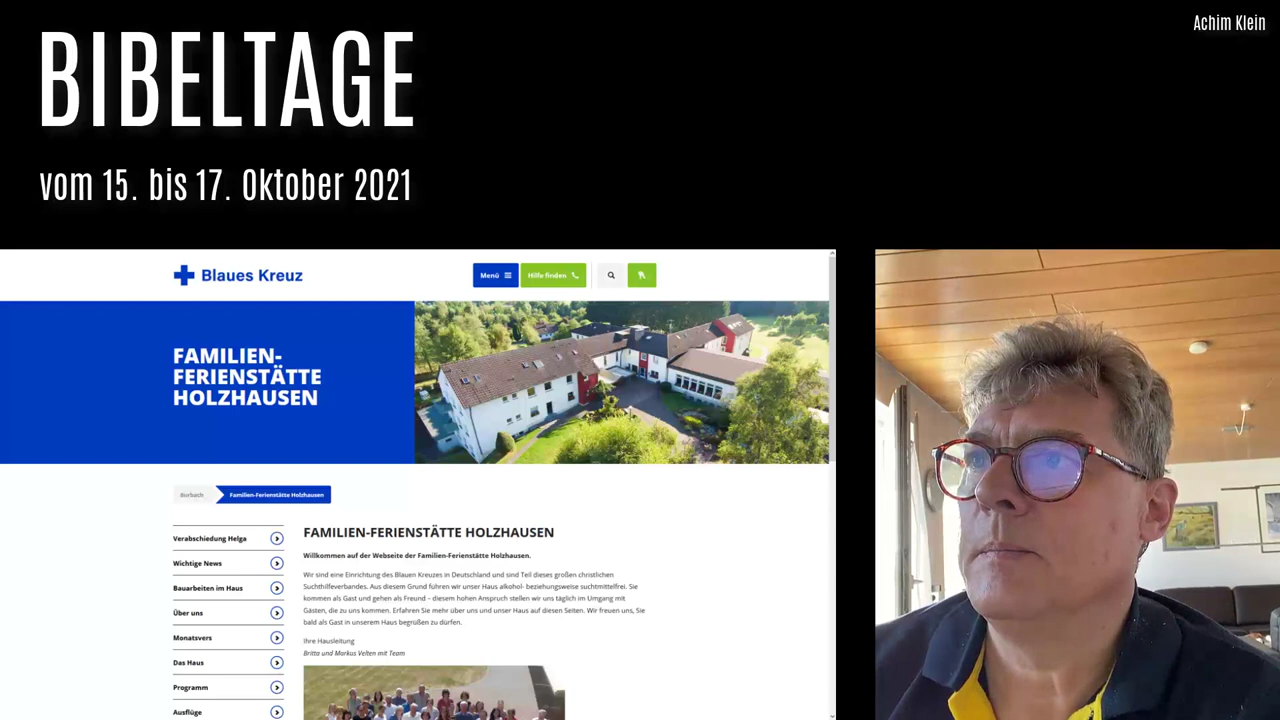 Achim Klein
BIBELTAGE
vom 15. bis 17. Oktober 2021
Blaues Kreuz
Menü
Hilfe finden
FAMILIEN-
FERIENSTÄTTE
HOLZHAUSEN
Borbach
Familien-Ferienstätte Holzhausen
Verabschiedung Helga
Wichtige News
Bauarbeiten im Haus
Über uns
Monatsvers
Das Haus
Programm
Ausflüge
FAMILIEN-FERIENSTÄTTE HOLZHAUSEN
Willkommen auf der Webseite der Familien-Ferienstätte Holzhausen.
Wir sind eine Einrichtung des Blauen Kreuzes in Deutschland und sind Teil dieses großen christlichen
Suchthilfeverbandes. Aus diesem Grund führen wir unser Haus alkohol- beziehungsweise suchtmittelfrei. Sie
kommen als Gast und gehen als Freund – diesem hohen Anspruch stellen wir uns täglich im Umgang mit
Gästen, die zu uns kommen. Erfahren Sie mehr über uns und unser Haus auf diesen Seiten. Wir freuen uns, Sie
bald als Gast in unserem Haus begrüßen zu dürfen.
Ihre Hausleitung
Britta und Markus Velten mit Team